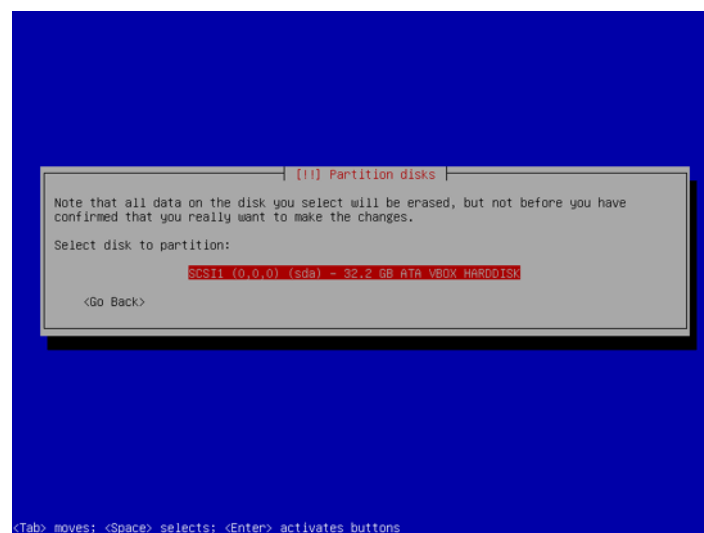 [!!] Partition disks
Note that all data on the disk you select will be erased, but not before you have
confirmed that you really want to make the changes.
Select disk to partition:
SCSI1 (0,0,0) (sda) - 32.2 GB ATA VBOX HARDDISK
<Go Back>
<Tab> moves; <Space> selects; <Enter> activates buttons